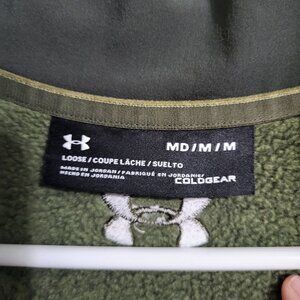 MD / M / M
LOOSE / COUPE LÂCHE / SUELTO
MADE IN JORDAN / FABRIQUÉ EN JORDANIE /
HECHO EN JORDANIA
COLDGEAR